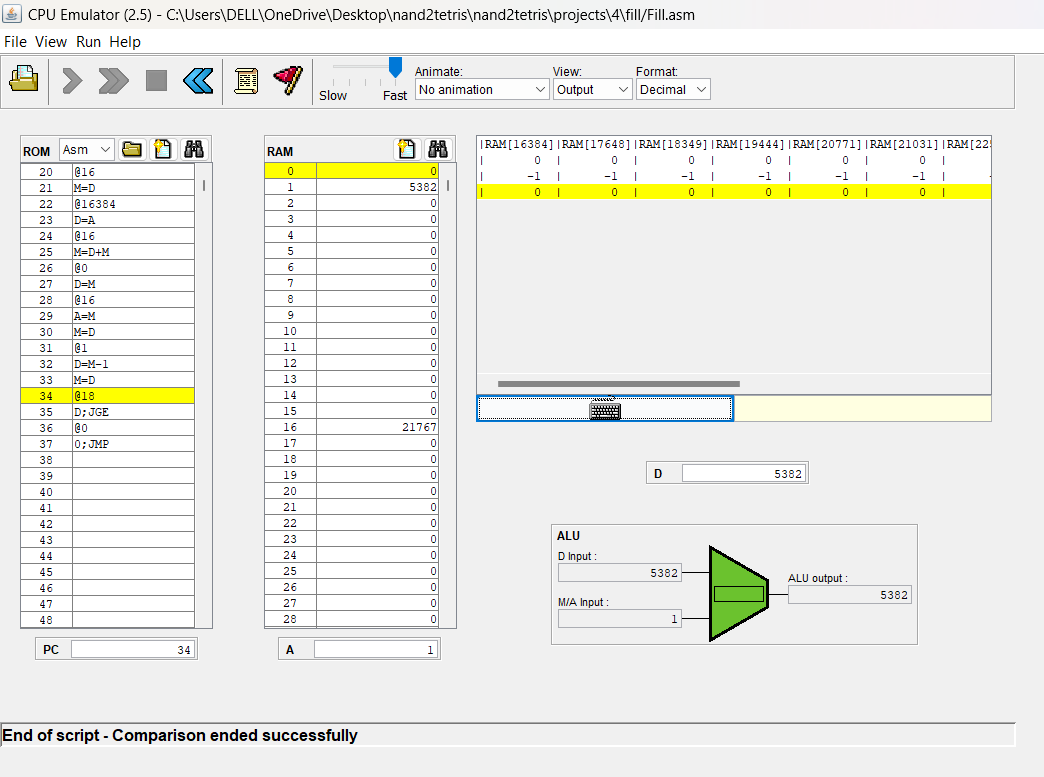 CPU Emulator (2.5) - C:\Users\DELL\OneDrive\Desktop\nand2tetris\nand2tetris\projects\4\fill/Fill.asm
File View Run Help
Slow Fast
Animate:
No animation
View:
Output
Format:
Decimal
ROM Asm
20 @16
21 M=D
22 @16384
23 D=A
24 @16
25 M=D+M
26 @0
27 D=M
28 @16
29 A=M
30 M=D
31 @1
32 D=M-1
33 M=D
34 @18
35 D;JGE
36 @0
37 0;JMP
38
39
40
41
42
43
44
45
46
47
48
PC 34
RAM
0 0
1 5382
2 0
3 0
4 0
5 0
6 0
7 0
8 0
9 0
10 0
11 0
12 0
13 0
14 0
15 0
16 21767
17 0
18 0
19 0
20 0
21 0
22 0
23 0
24 0
25 0
26 0
27 0
28 0
A 1
|RAM[16384]|RAM[17648]|RAM[18349]|RAM[19444]|RAM[20771]|RAM[21031]|RAM[225
| 0 | 0 | 0 | 0 | 0 | 0 |
| -1 | -1 | -1 | -1 | -1 | -1 |
| 0 | 0 | 0 | 0 | 0 | 0 |
D 5382
ALU
D Input :
5382
M/A Input :
1
ALU output :
5382
End of script - Comparison ended successfully